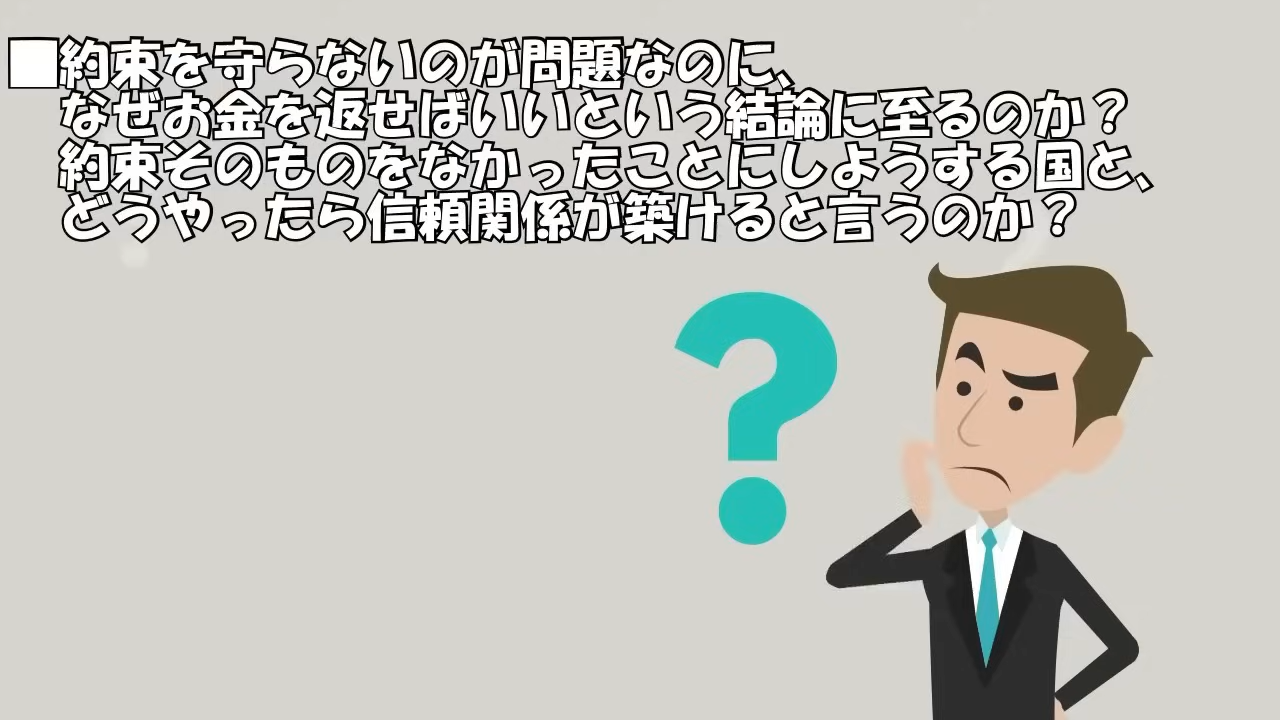 ■約束を守らないのが問題なのに、
なぜお金を返せばいいという結論に至るのか？
約束そのものをなかったことにしようする国と、
どうやったら信頼関係が築けると言うのか？
?